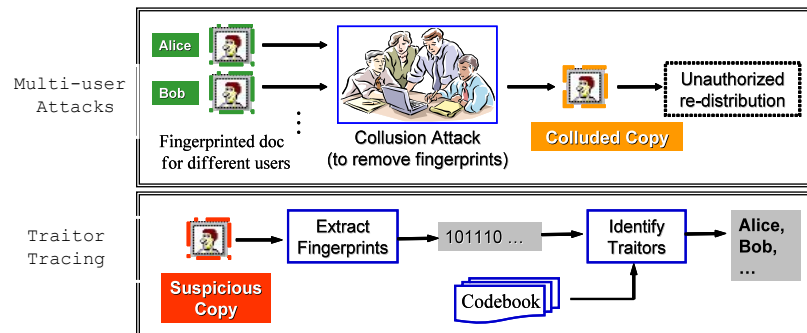 Multi-user
Attacks
Alice
Bob
Fingerprinted doc
for different users
Collusion Attack
(to remove fingerprints)
Colluded Copy
Unauthorized
re-distribution
Traitor
Tracing
Suspicious
Copy
Extract
Fingerprints
101110 ...
Codebook
Identify
Traitors
Alice,
Bob,
...